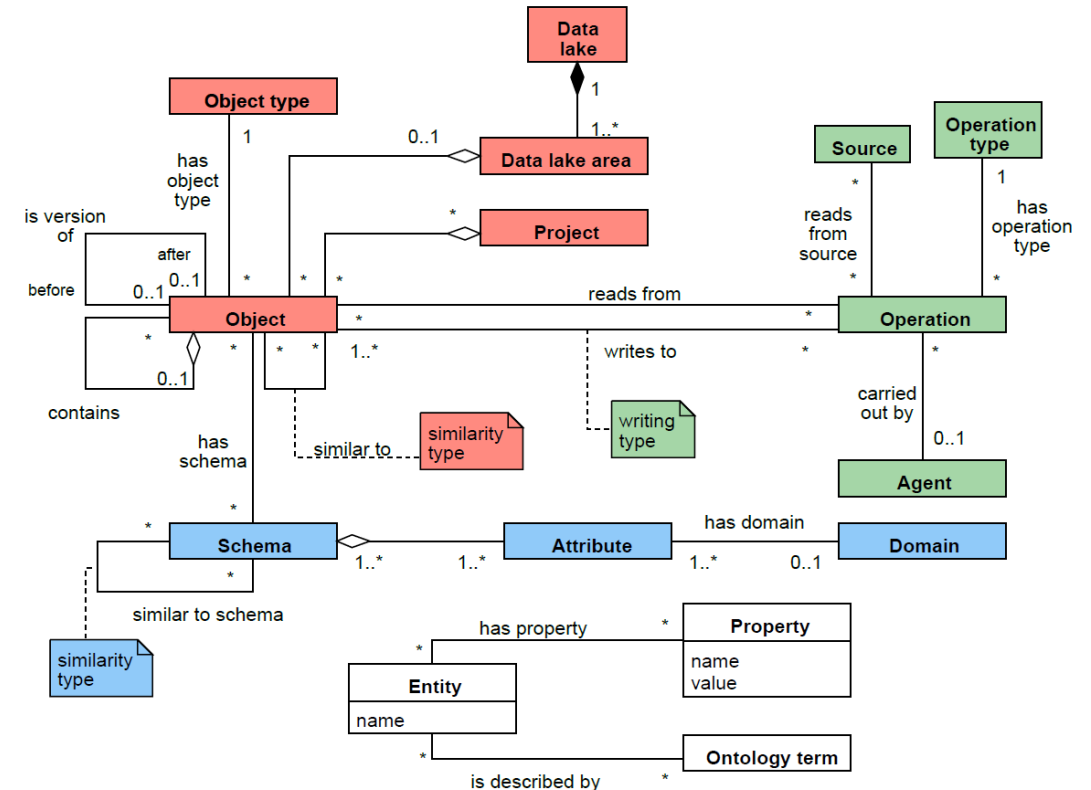 Data
lake
1
1..*
Object type
1
0..1
Data lake area
Source
Operation
type
has
object
type
*
Project
*
1
reads
from
source
has
operation
type
is version
of
after
before
0..1
0..1
*
*
*
*
*
Object
reads from
Operation
*
*
*
*
*
1..*
writes to
*
*
0..1
contains
carried
out by
writing
type
similarity
type
similar to
0..1
has
schema
Agent
*
*
Schema
Attribute
has domain
Domain
1..*
1..*
1..*
0..1
*
similar to schema
similarity
type
has property
*
Property
name
value
*
Entity
name
*
Ontology term
is described by
*